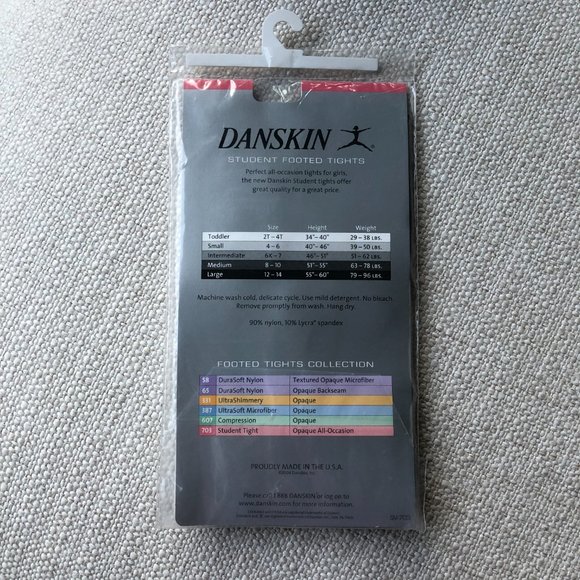 DANSKIN
STUDENT FOOTED TIGHTS
Perfect all-occasion tights for girls,
the new Danskin Student tights offer
great quality for a great price.
Size Height Weight
Toddler 2T – 4T 34"– 40" 29 – 38 LBS.
Small 4 – 6 40"– 46" 39 – 50 LBS.
Intermediate 6X – 7 46"– 51" 51 – 62 LBS.
Medium 8 – 10 51"– 55" 63 – 78 LBS.
Large 12 – 14 55"– 60" 79 – 96 LBS.
Machine wash cold, delicate cycle. Use mild detergent. No bleach.
Remove promptly from wash. Hang dry.
90% nylon, 10% Lycra® spandex
FOOTED TIGHTS COLLECTION
58 DuraSoft Nylon Textured Opaque Microfiber
65 DuraSoft Nylon Opaque Backseam
331 UltraShimmery Opaque
387 UltraSoft Microfiber Opaque
607 Compression Opaque
703 Student Tight Opaque All-Occasion
PROUDLY MADE IN THE U.S.A.
Please call 1 888 DANSKIN or log on to
www.danskin.com for more information.